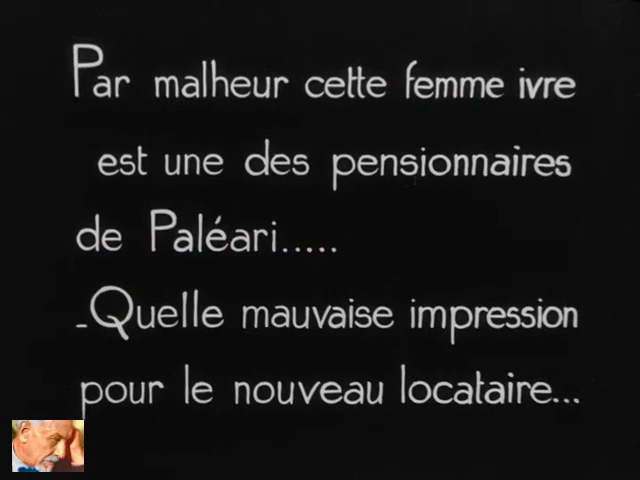 Par malheur cette femme ivre
est une des pensionnaires
de Paléari.....
-Quelle mauvaise impression
pour le nouveau locataire...